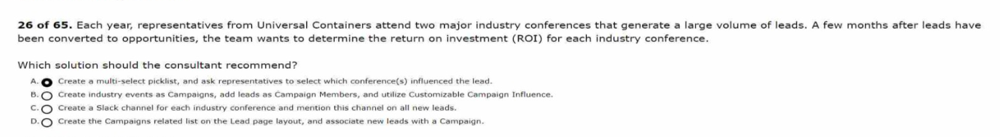 26 of 65. Each year, representatives from Universal Containers attend two major industry conferences that generate a large volume of leads. A few months after leads have
been converted to opportunities, the team wants to determine the return on investment (ROI) for each industry conference.
Which solution should the consultant recommend?
A. Create a multi-select picklist, and ask representatives to select which conference(s) influenced the lead.
B. Create industry events as Campaigns, add leads as Campaign Members, and utilize Customizable Campaign Influence.
C. Create a Slack channel for each industry conference and mention this channel on all new leads.
D. Create the Campaigns related list on the Lead page layout, and associate new leads with a Campaign.